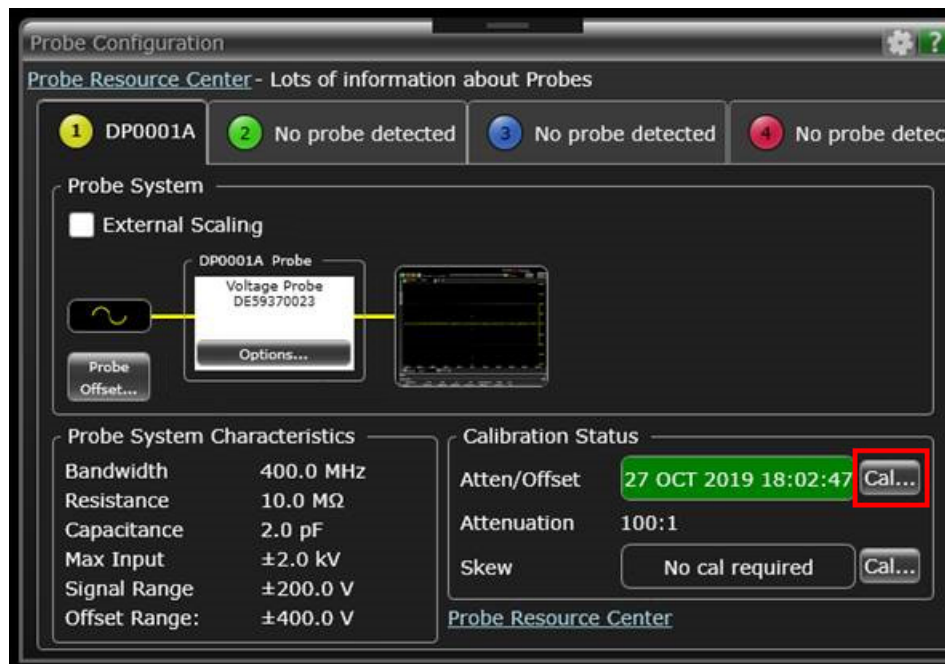 Probe Configuration
?
Probe Resource Center - Lots of information about Probes
1 DP0001A
2 No probe detected
3 No probe detected
4 No probe detec
Probe System
External Scaling
DP0001A Probe
Voltage Probe
DE59370023
Options...
Probe
Offset...
Probe System Characteristics
Bandwidth 400.0 MHz
Resistance 10.0 MΩ
Capacitance 2.0 pF
Max Input ±2.0 kV
Signal Range ±200.0 V
Offset Range: ±400.0 V
Calibration Status
Atten/Offset 27 OCT 2019 18:02:47 Cal...
Attenuation 100:1
Skew No cal required Cal...
Probe Resource Center